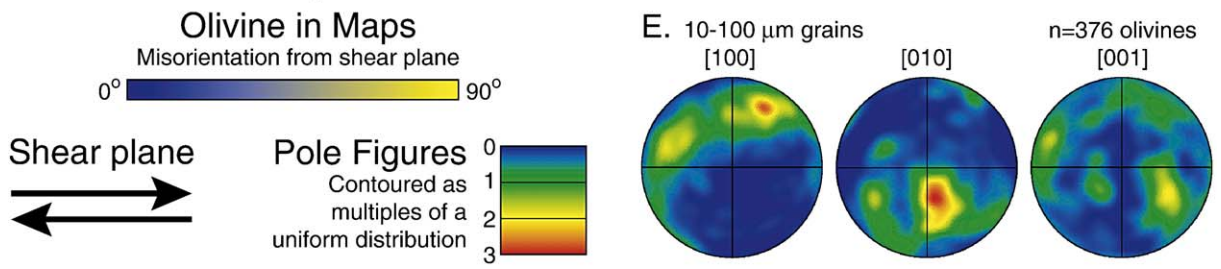 Olivine in Maps
Misorientation from shear plane
0° 90°
Shear plane
Pole Figures
Contoured as
multiples of a
uniform distribution
0
1
2
3
E. 10-100 μm grains n=376 olivines
[100] [010] [001]